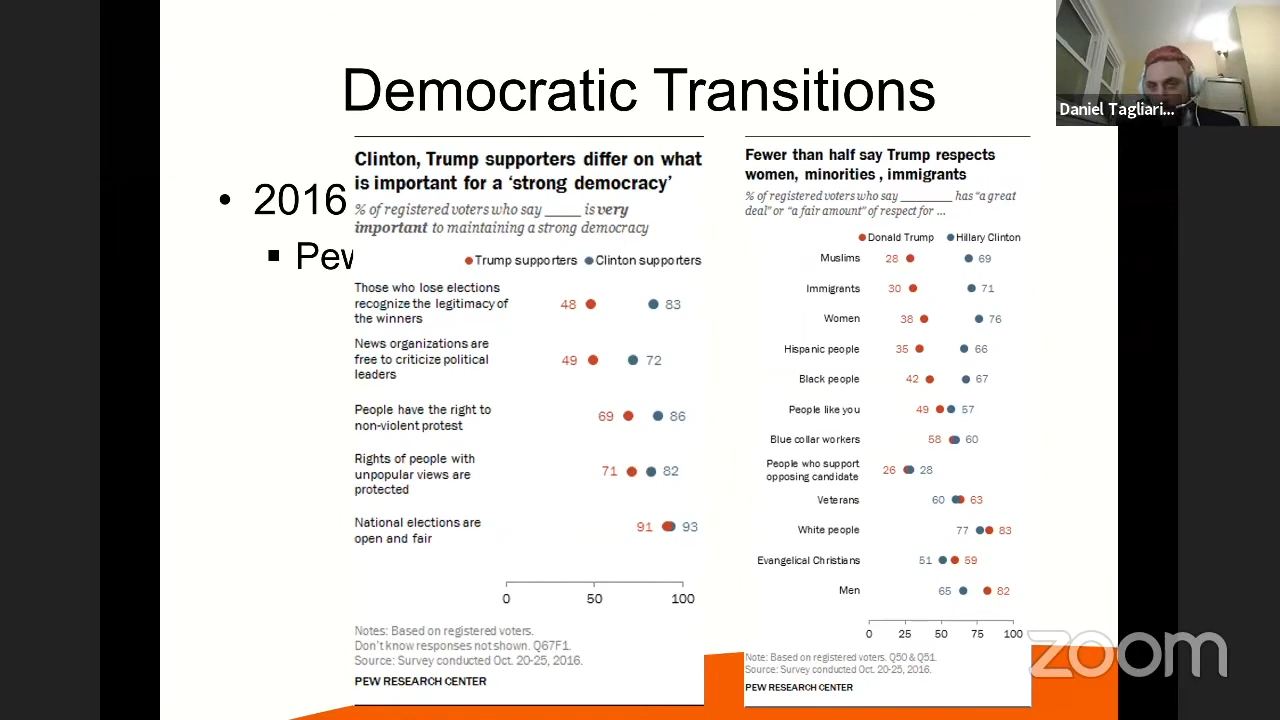 Democratic Transitions
Daniel Tagliari...
• 2016
▪ Pew
Clinton, Trump supporters differ on what
is important for a ‘strong democracy’
% of registered voters who say _____ is very
important to maintaining a strong democracy
Trump supporters Clinton supporters
Those who lose elections
recognize the legitimacy of
the winners
48 83
News organizations are
free to criticize political
leaders
49 72
People have the right to
non-violent protest
69 86
Rights of people with
unpopular views are
protected
71 82
National elections are
open and fair
91 93
0 50 100
Notes: Based on registered voters.
Don't know responses not shown. Q67F1.
Source: Survey conducted Oct. 20-25, 2016.
PEW RESEARCH CENTER
Fewer than half say Trump respects
women, minorities , immigrants
% of registered voters who say ________ has “a great
deal” or “a fair amount” of respect for ...
Donald Trump Hillary Clinton
Muslims 28 69
Immigrants 30 71
Women 38 76
Hispanic people 35 66
Black people 42 67
People like you 49 57
Blue collar workers 58 60
People who support
opposing candidate 26 28
Veterans 60 63
White people 77 83
Evangelical Christians 51 59
Men 65 82
0 25 50 75 100
Note: Based on registered voters. Q50 & Q51.
Source: Survey conducted Oct. 20-25, 2016.
PEW RESEARCH CENTER
zoom